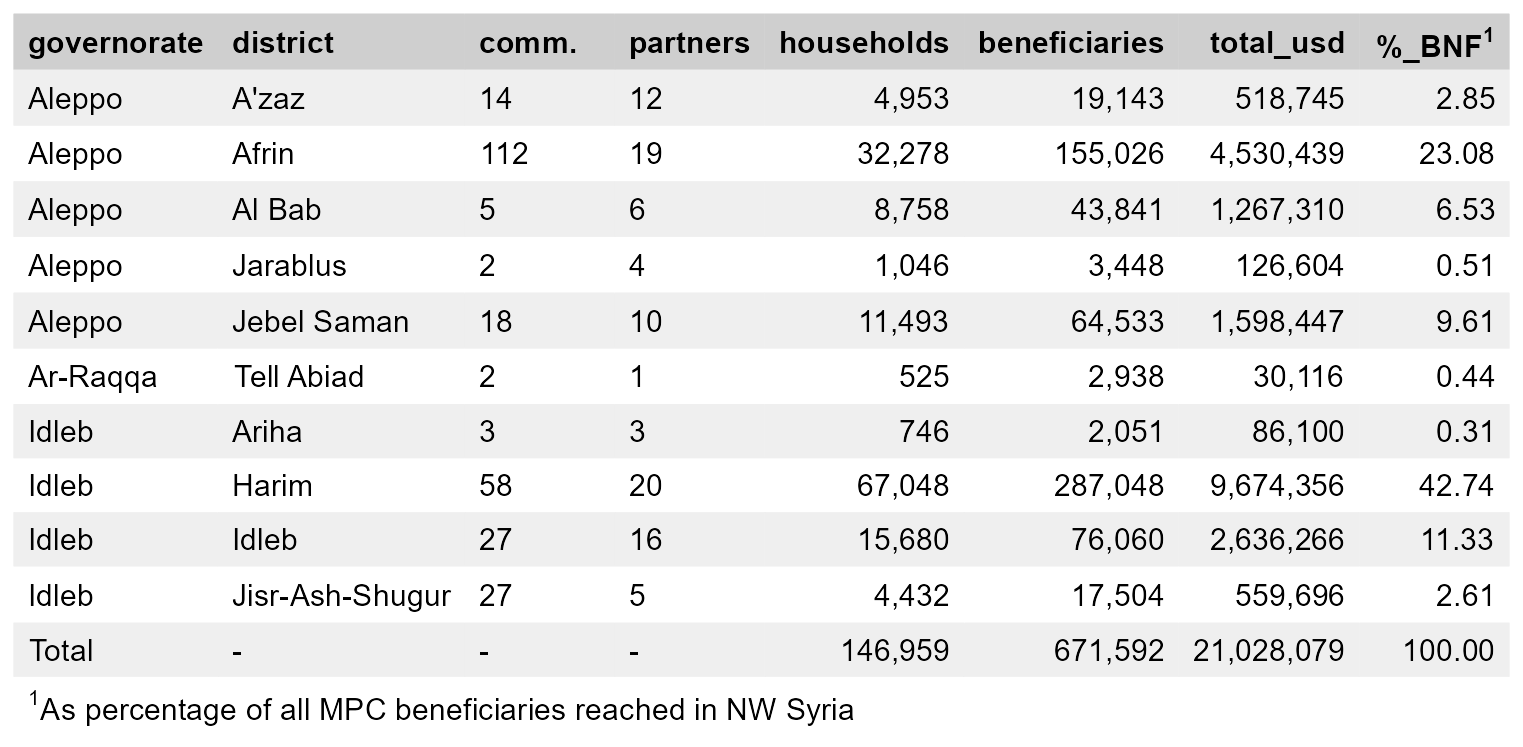 governorate district comm. partners households beneficiaries total_usd %_BNF¹
Aleppo A'zaz 14 12 4,953 19,143 518,745 2.85
Aleppo Afrin 112 19 32,278 155,026 4,530,439 23.08
Aleppo Al Bab 5 6 8,758 43,841 1,267,310 6.53
Aleppo Jarablus 2 4 1,046 3,448 126,604 0.51
Aleppo Jebel Saman 18 10 11,493 64,533 1,598,447 9.61
Ar-Raqqa Tell Abiad 2 1 525 2,938 30,116 0.44
Idleb Ariha 3 3 746 2,051 86,100 0.31
Idleb Harim 58 20 67,048 287,048 9,674,356 42.74
Idleb Idleb 27 16 15,680 76,060 2,636,266 11.33
Idleb Jisr-Ash-Shugur 27 5 4,432 17,504 559,696 2.61
Total - - - 146,959 671,592 21,028,079 100.00
¹As percentage of all MPC beneficiaries reached in NW Syria